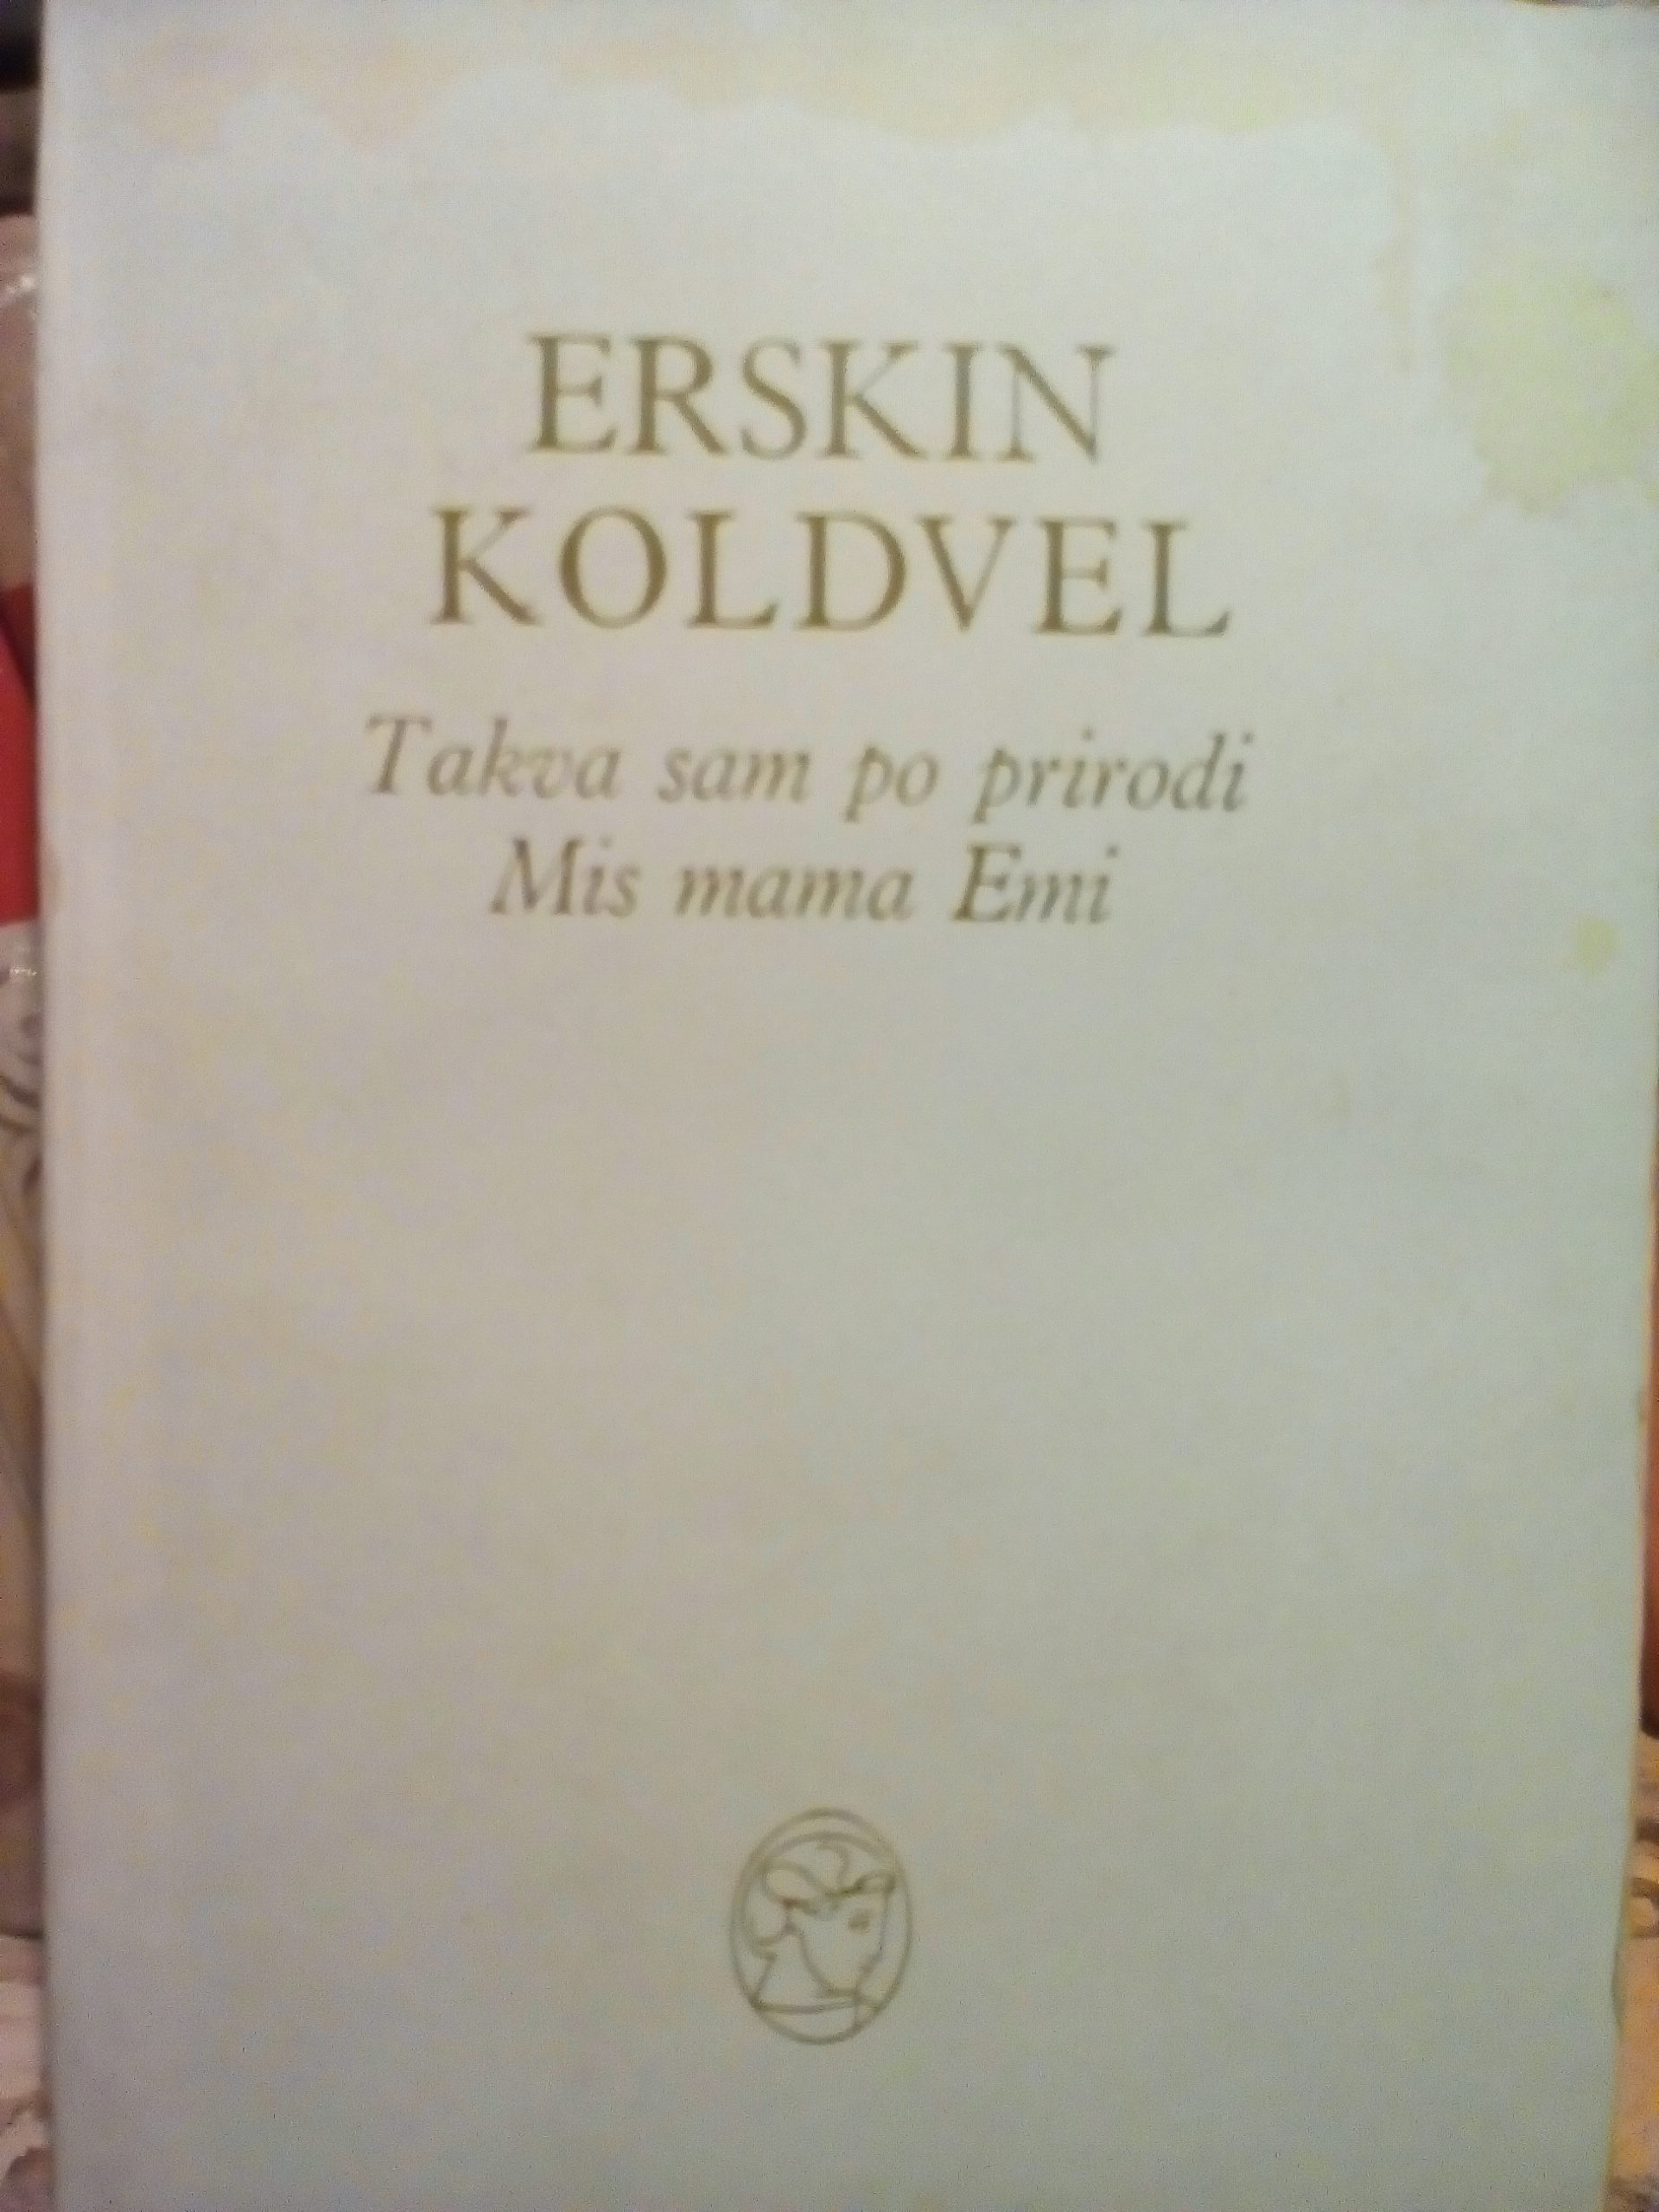 ERSKIN
KOLDVEL
Takva sam po prirodi
Mis mama Emi